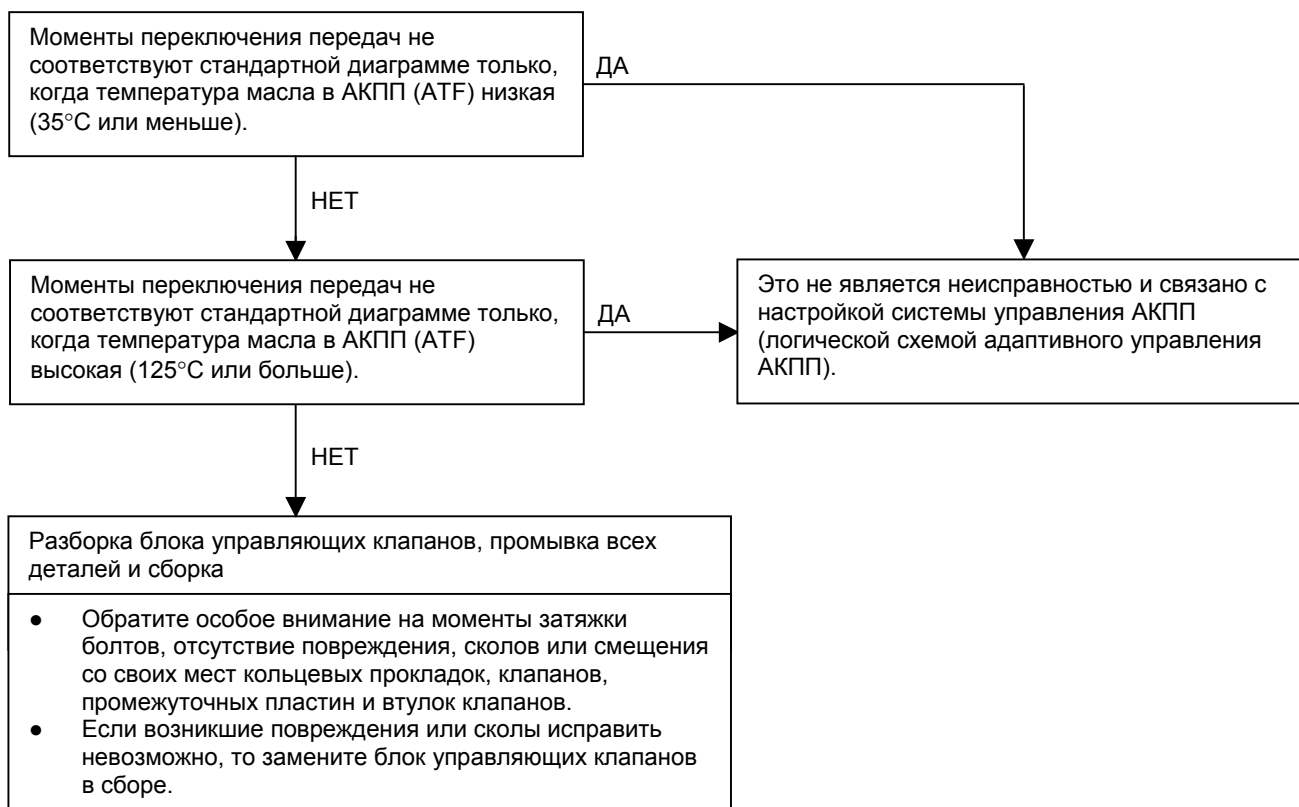 Моменты переключения передач не
соответствуют стандартной диаграмме только,
когда температура масла в АКПП (ATF) низкая
(35°C или меньше).
ДА
НЕТ
Моменты переключения передач не
соответствуют стандартной диаграмме только,
когда температура масла в АКПП (ATF)
высокая (125°C или больше).
ДА
Это не является неисправностью и связано с
настройкой системы управления АКПП
(логической схемой адаптивного управления
АКПП).
НЕТ
Разборка блока управляющих клапанов, промывка всех
деталей и сборка
● Обратите особое внимание на моменты затяжки
болтов, отсутствие повреждения, сколов или смещения
со своих мест кольцевых прокладок, клапанов,
промежуточных пластин и втулок клапанов.
● Если возникшие повреждения или сколы исправить
невозможно, то замените блок управляющих клапанов
в сборе.